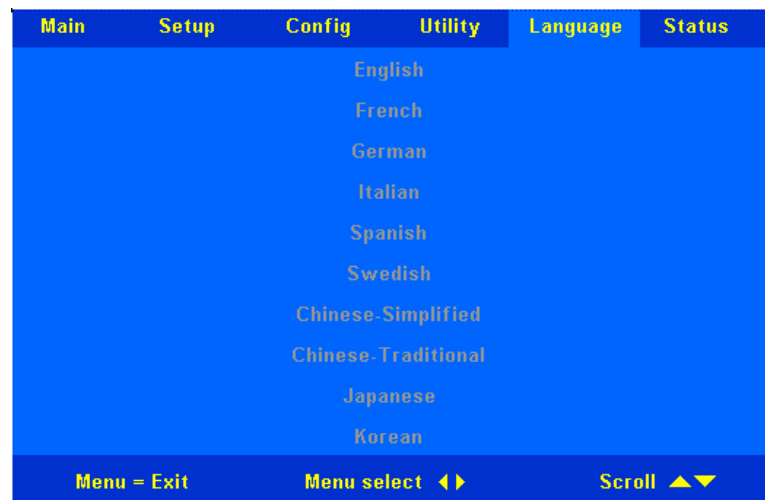 Main Setup Config Utility Language Status
English
French
German
Italian
Spanish
Swedish
Chinese-Simplified
Chinese-Traditional
Japanese
Korean
Menu = Exit Menu select ◀▶ Scroll ▲▼